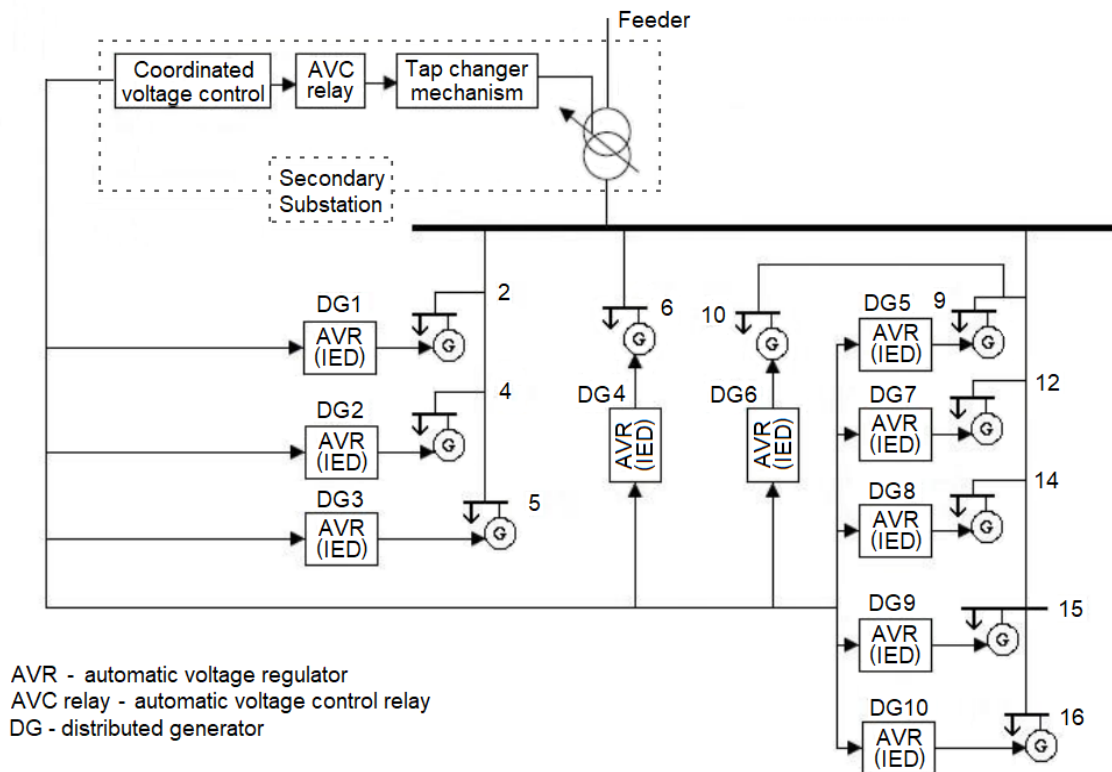 Feeder
Coordinated
voltage control
AVC
relay
Tap changer
mechanism
Secondary
Substation
DG1
AVR
(IED)
G
2
DG2
AVR
(IED)
G
4
DG3
AVR
(IED)
G
5
DG4
AVR
(IED)
G
6
DG6
AVR
(IED)
G
10
DG5
AVR
(IED)
G
9
DG7
AVR
(IED)
G
12
DG8
AVR
(IED)
G
14
DG9
AVR
(IED)
G
15
DG10
AVR
(IED)
G
16
AVR - automatic voltage regulator
AVC relay - automatic voltage control relay
DG - distributed generator